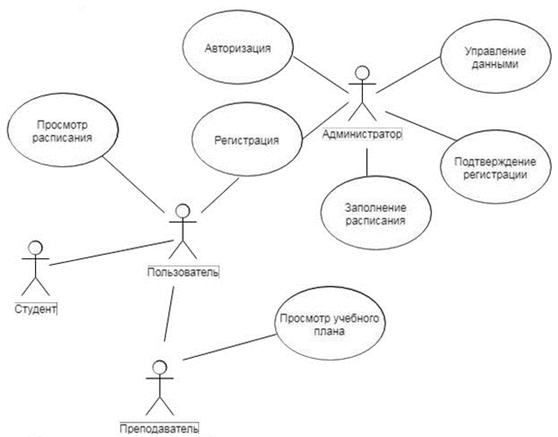 Авторизация
Управление
данными
Просмотр
расписания
Регистрация
Администратор
Подтверждение
регистрации
Заполнение
расписания
Пользователь
Студент
Просмотр учебного
плана
Преподаватель